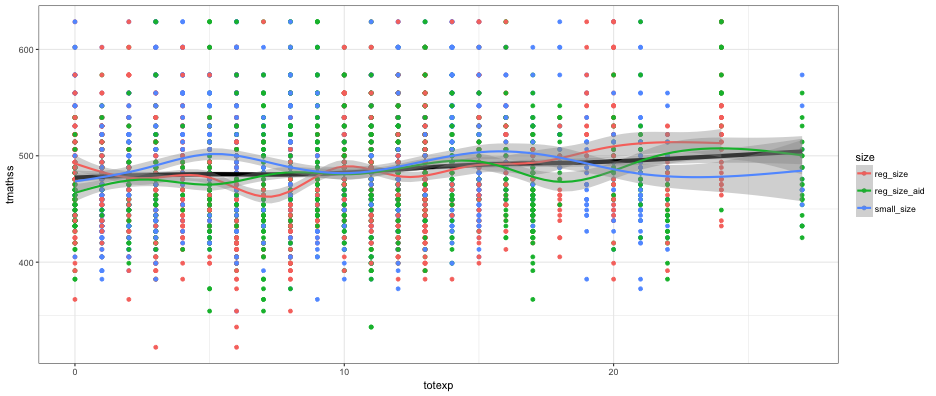 600
500
400
tmathss
0
10
20
totexp
size
reg_size
reg_size_aid
small_size